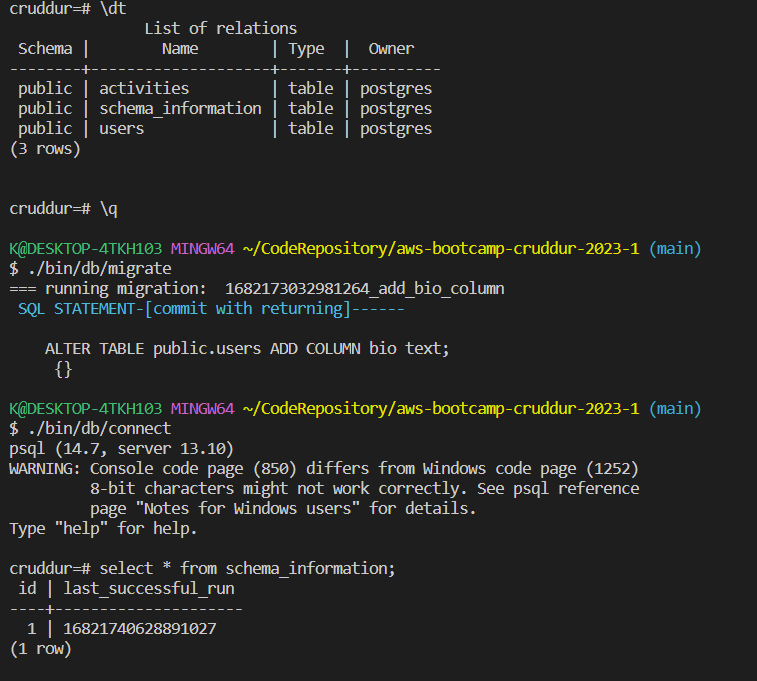 cruddur=# \dt
               List of relations
 Schema |        Name        | Type  |  Owner
--------+--------------------+-------+----------
 public | activities         | table | postgres
 public | schema_information | table | postgres
 public | users              | table | postgres
(3 rows)
cruddur=# \q
K@DESKTOP-4TKH103 MINGW64 ~/CodeRepository/aws-bootcamp-cruddur-2023-1 (main)
$ ./bin/db/migrate
=== running migration:  1682173032981264_add_bio_column
 SQL STATEMENT-[commit with returning]------
    ALTER TABLE public.users ADD COLUMN bio text;
     {}
K@DESKTOP-4TKH103 MINGW64 ~/CodeRepository/aws-bootcamp-cruddur-2023-1 (main)
$ ./bin/db/connect
psql (14.7, server 13.10)
WARNING: Console code page (850) differs from Windows code page (1252)
         8-bit characters might not work correctly. See psql reference
         page "Notes for Windows users" for details.
Type "help" for help.
cruddur=# select * from schema_information;
 id | last_successful_run
----+---------------------
  1 | 16821740628891027
(1 row)